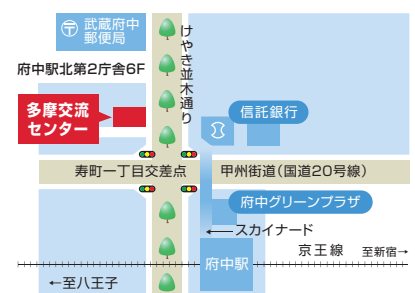 〒 武蔵府中
郵便局
けやき並木通り
府中駅北第2庁舎6F
多摩交流
センター
信託銀行
寿町一丁目交差点
甲州街道(国道20号線)
府中グリーンプラザ
←スカイナード
京王線
至新宿→
府中駅
←至八王子